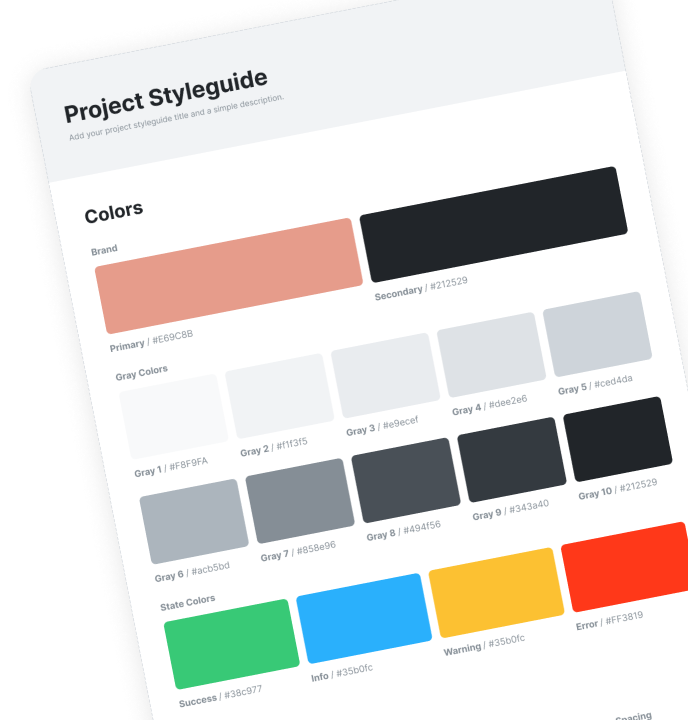 Project Styleguide
Add your project styleguide title and a simple description.
Colors
Brand
Primary / #E69C8B
Secondary / #212529
Gray Colors
Gray 1 / #F8F9FA
Gray 2 / #f1f3f5
Gray 3 / #e9ecef
Gray 4 / #dee2e6
Gray 5 / #ced4da
Gray 6 / #acb5bd
Gray 7 / #858e96
Gray 8 / #494f56
Gray 9 / #343a40
Gray 10 / #212529
State Colors
Success / #38c977
Info / #35b0fc
Warning / #35b0fc
Error / #FF3819
Spacing